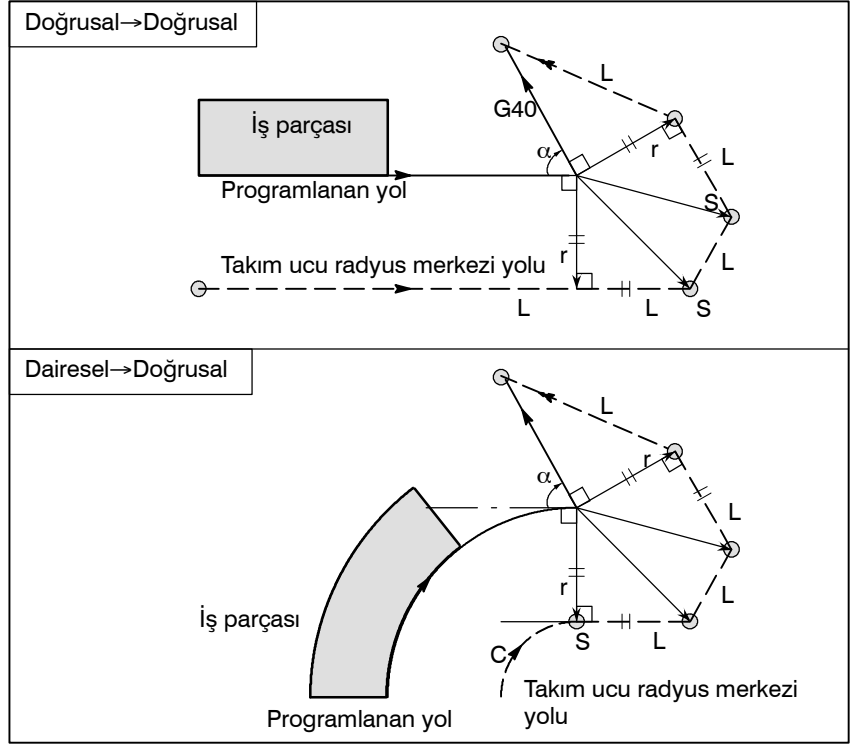 Doğrusal→Doğrusal
L
G40
İş parçası
α
r
L
Programlanan yol
S
r
L
Takım ucu radyus merkezi yolu
L
L
S
Dairesel→Doğrusal
L
α
r
L
r
L
İş parçası
S
L
C
Takım ucu radyus merkezi
yolu
Programlanan yol